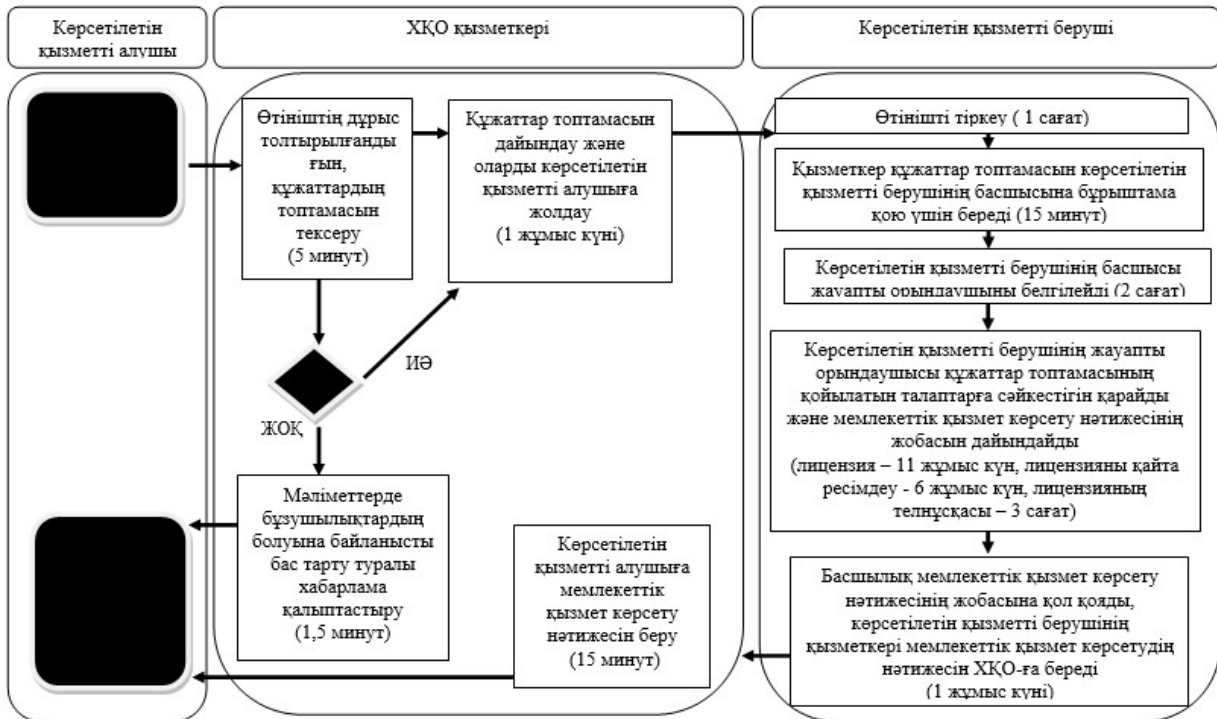 Көрсетілетін
қызметті алушы
ХҚО қызметкері
Көрсетілетін қызметті беруші
Өтініштің дұрыс
толтырылғанды
ғын,
құжаттардың
топтамасын
тексеру
(5 минут)
Құжаттар топтамасын
дайындау және
оларды көрсетілетін
қызметті алушыға
жолдау
(1 жұмыс күні)
ИӘ
ЖОҚ
Мәліметтерде
бұзушылықтардың
болуына байланысты
бас тарту туралы
хабарлама
қалыптастыру
(1,5 минут)
Көрсетілетін
қызметті алушыға
мемлекеттік
қызмет көрсету
нәтижесін беру
(15 минут)
Өтінішті тіркеу ( 1 сағат)
Қызметкер құжаттар топтамасын көрсетілетін
қызметті берушінің басшысына бұрыштама
қою үшін береді (15 минут)
Көрсетілетін қызметті берушінің басшысы
жауапты орындаушыны белгілейді (2 сағат)
Көрсетілетін қызметті берушінің жауапты
орындаушысы құжаттар топтамасының
қойылатын талаптарға сәйкестігін қарайды
және мемлекеттік қызмет көрсету нәтижесінің
жобасын дайындайды
(лицензия – 11 жұмыс күн, лицензияны қайта
ресімдеу - 6 жұмыс күн, лицензияның
телнұсқасы – 3 сағат)
Басшылық мемлекеттік қызмет көрсету
нәтижесінің жобасына қол қояды,
көрсетілетін қызметті берушінің
қызметкері мемлекеттік қызмет көрсетудің
нәтижесін ХҚО-ға береді
(1 жұмыс күні)